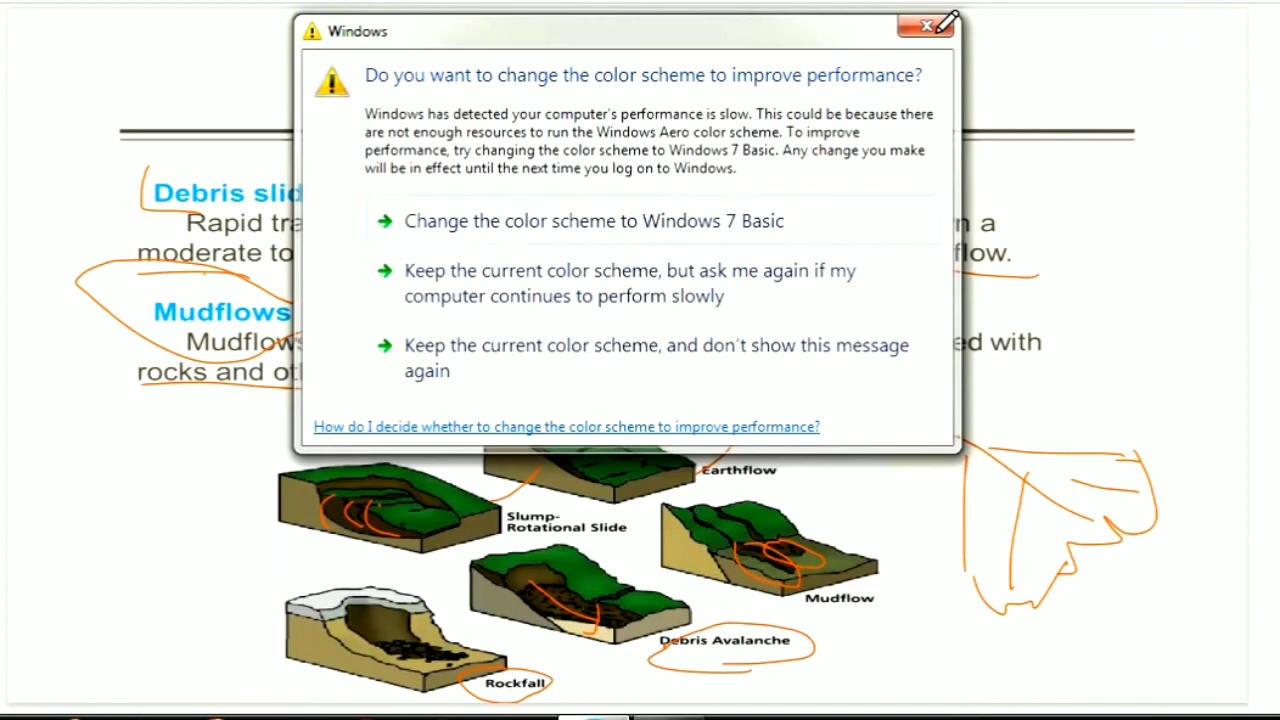 Windows
Do you want to change the color scheme to improve performance?
Windows has detected your computer's performance is slow. This could be because there
are not enough resources to run the Windows Aero color scheme. To improve
performance, try changing the color scheme to Windows 7 Basic. Any change you make
will be in effect until the next time you log on to Windows.
Change the color scheme to Windows 7 Basic
Keep the current color scheme, but ask me again if my
computer continues to perform slowly
Keep the current color scheme, and don't show this message
again
How do I decide whether to change the color scheme to improve performance?
Debris
Rapid a
moderate to
Mudflows
with
rocks and
Earthflow
Slump-
Rotational Slide
Mudflow
Debris Avalanche
Rockfall